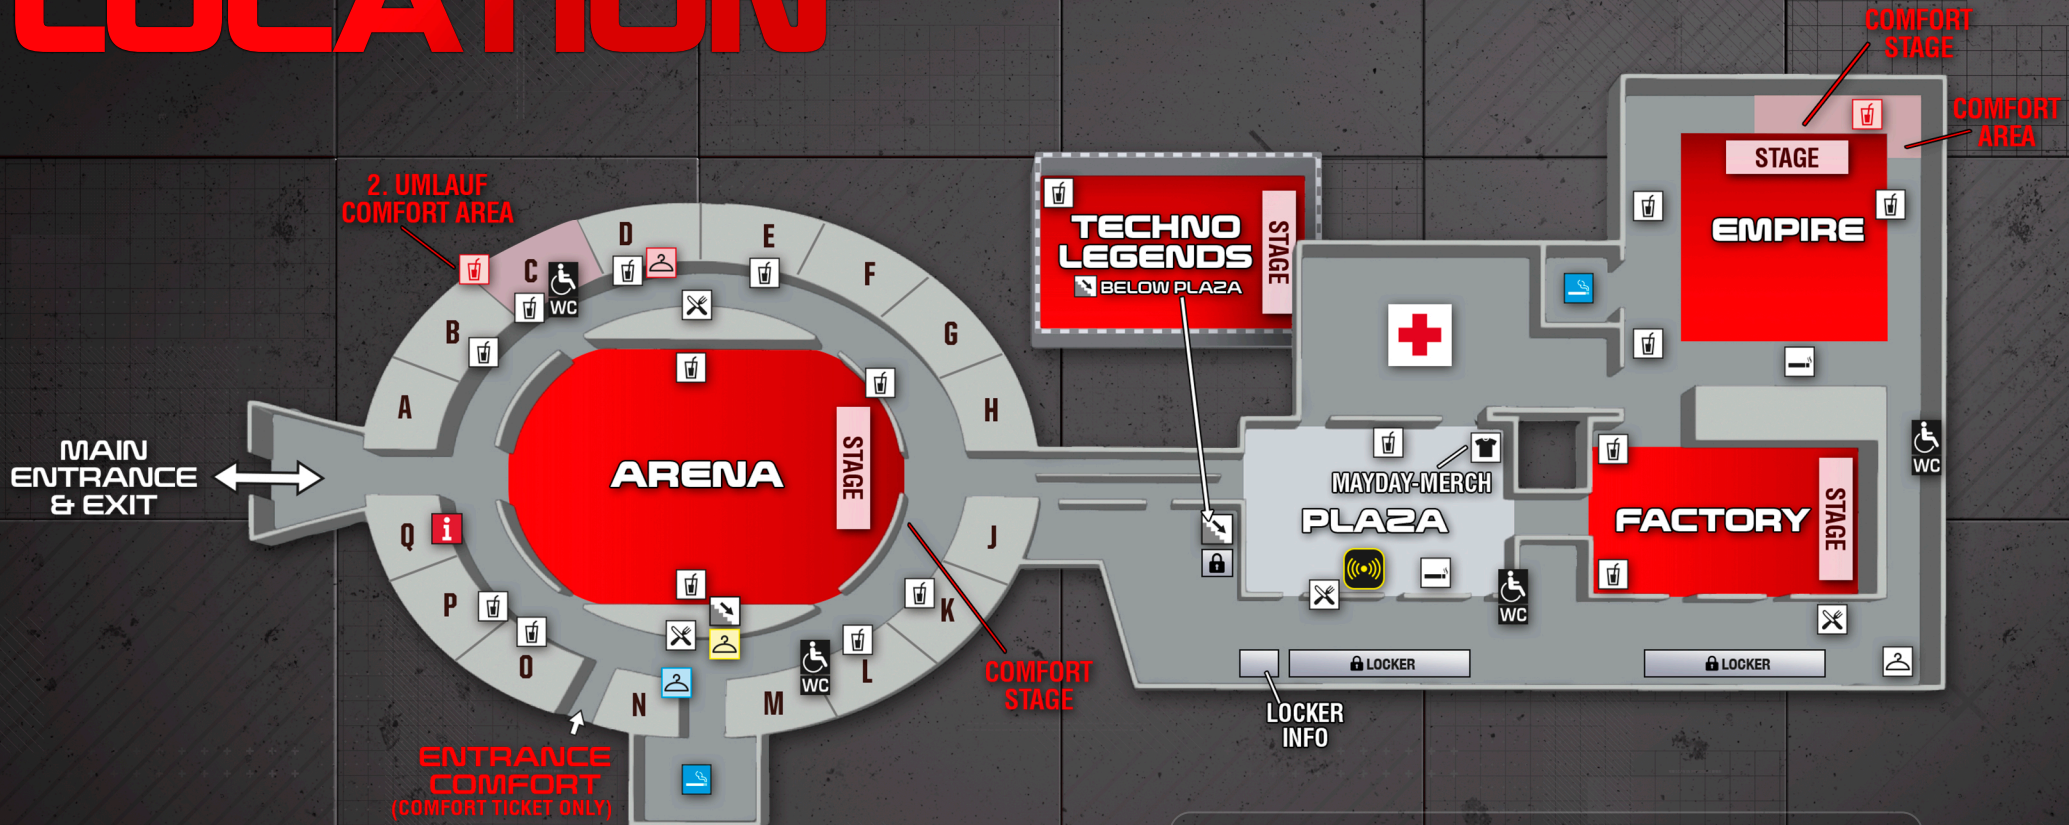 LOCATION
COMFORT
STAGE
COMFORT
AREA
STAGE
EMPIRE
2. UMLAUF
COMFORT AREA
TECHNO
LEGENDS
BELOW PLAZA
STAGE
A
B
C
D
E
F
G
H
J
K
L
M
N
O
P
Q
i
WC
WC
ARENA
STAGE
MAIN
ENTRANCE
& EXIT
COMFORT
STAGE
ENTRANCE
COMFORT
(COMFORT TICKET ONLY)
MAYDAY-MERCH
PLAZA
WC
FACTORY
STAGE
WC
LOCKER
LOCKER
LOCKER
INFO